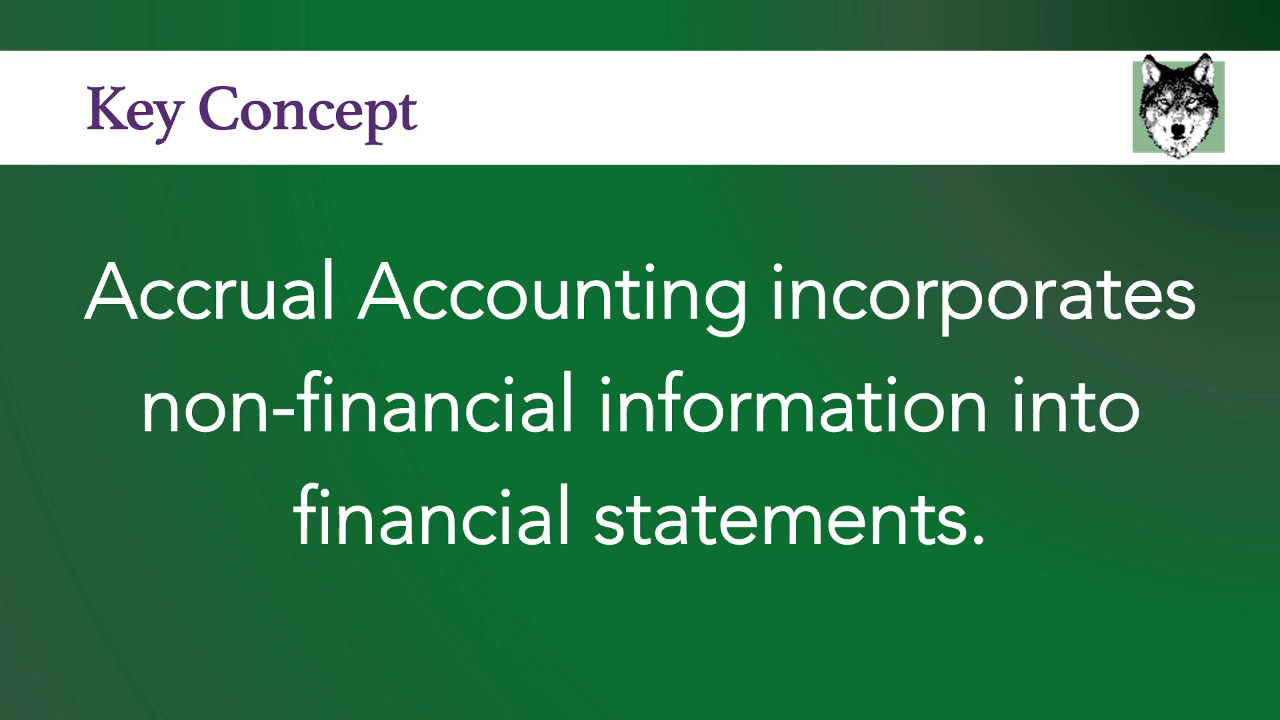 Key Concept
Accrual Accounting incorporates
non-financial information into
financial statements.